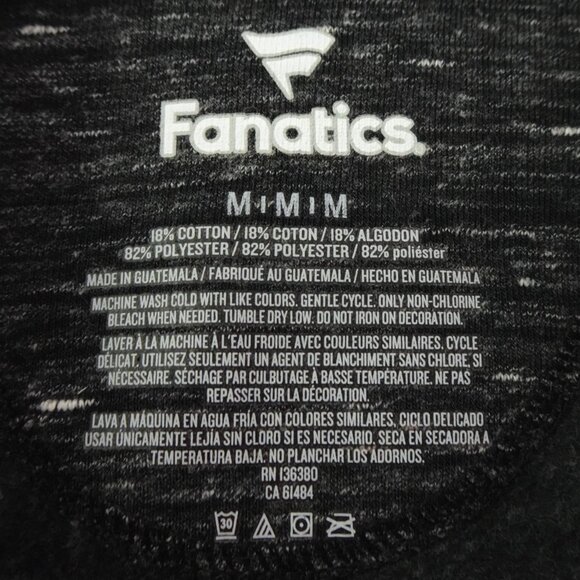 Fanatics.
M | M | M
18% COTTON / 18% COTON / 18% ALGODON
82% POLYESTER / 82% POLYESTER / 82% poliéster
MADE IN GUATEMALA / FABRIQUÉ AU GUATEMALA / HECHO EN GUATEMALA
MACHINE WASH COLD WITH LIKE COLORS. GENTLE CYCLE. ONLY NON-CHLORINE
BLEACH WHEN NEEDED. TUMBLE DRY LOW. DO NOT IRON ON DECORATION.
LAVER À LA MACHINE À L'EAU FROIDE AVEC COULEURS SIMILAIRES. CYCLE
DÉLICAT. UTILISEZ SEULEMENT UN AGENT DE BLANCHIMENT SANS CHLORE, SI
NÉCESSAIRE. SÉCHAGE PAR CULBUTAGE À BASSE TEMPÉRATURE. NE PAS
REPASSER SUR LA DÉCORATION.
LAVA A MÁQUINA EN AGUA FRÍA CON COLORES SIMILARES, CICLO DELICADO
USAR ÚNICAMENTE LEJÍA SIN CLORO SI ES NECESARIO. SECA EN SECADORA A
TEMPERATURA BAJA. NO PLANCHAR LOS ADORNOS.
RN 136380
CA 61484
30